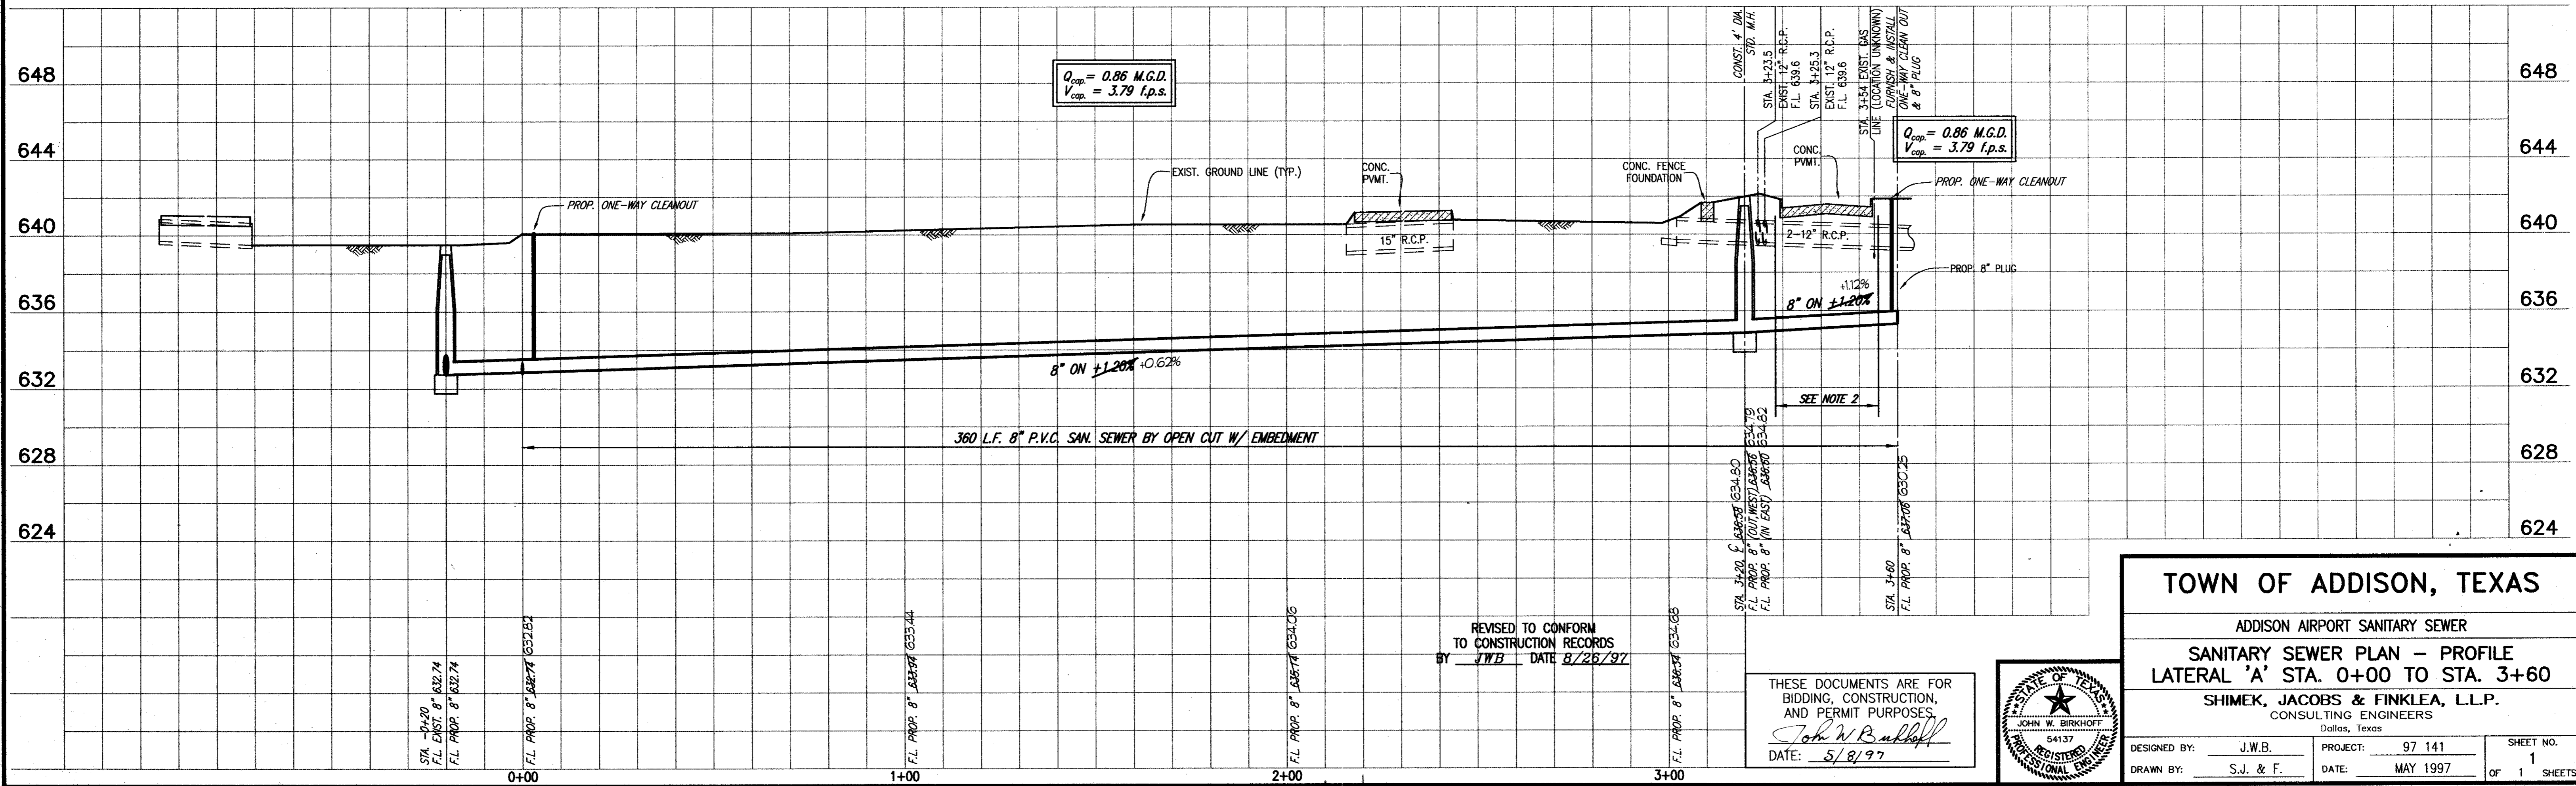 648
644
640
636
632
628
624
Qcap. = 0.86 M.G.D.
Vcap. = 3.79 f.p.s.
CONST. 4' DIA.
STD. M.H.
STA. 3+23.5
EXIST. 12" R.C.P.
F.L. 639.6
STA. 3+25.3
EXIST. 12" R.C.P.
F.L. 639.6
STA. 3+54 EXIST. GAS
LINE (LOCATION UNKNOWN)
FURNISH & INSTALL
ONE-WAY CLEAN OUT
& 8" PLUG
Qcap. = 0.86 M.G.D.
Vcap. = 3.79 f.p.s.
648
644
640
636
632
628
624
PROP. ONE-WAY CLEANOUT
EXIST. GROUND LINE (TYP.)
CONC.
PVMT.
15" R.C.P.
CONC. FENCE
FOUNDATION
CONC.
PVMT.
2-12" R.C.P.
PROP. ONE-WAY CLEANOUT
PROP. 8" PLUG
+1.12%
8" ON +1.20%
8" ON +1.20% +0.62%
SEE NOTE 2
360 L.F. 8" P.V.C. SAN. SEWER BY OPEN CUT W/ EMBEDMENT
STA. -0+20
F.L. EXIST. 8" 632.74
F.L. PROP. 8" 632.74
F.L. PROP. 8" 632.74 632.82
F.L. PROP. 8" 633.94 633.44
F.L. PROP. 8" 634.06
F.L. PROP. 8" 634.68
STA. 3+20 634.80
F.L. PROP. 8" (OUT WEST) 634.79
F.L. PROP. 8" (IN EAST) 634.82
STA. 3+60
F.L. PROP. 8" 637.06 630.25
0+00
1+00
2+00
3+00
REVISED TO CONFORM
TO CONSTRUCTION RECORDS
BY JWB DATE 8/26/97
THESE DOCUMENTS ARE FOR
BIDDING, CONSTRUCTION,
AND PERMIT PURPOSES.
John W Birkhoff
DATE: 5/8/97
STATE OF TEXAS
JOHN W. BIRKHOFF
54137
REGISTERED
PROFESSIONAL ENGINEER
TOWN OF ADDISON, TEXAS
ADDISON AIRPORT SANITARY SEWER
SANITARY SEWER PLAN - PROFILE
LATERAL 'A' STA. 0+00 TO STA. 3+60
SHIMEK, JACOBS & FINKLEA, L.L.P.
CONSULTING ENGINEERS
Dallas, Texas
DESIGNED BY: J.W.B.
DRAWN BY: S.J. & F.
PROJECT: 97 141
DATE: MAY 1997
SHEET NO.
1
OF 1 SHEETS